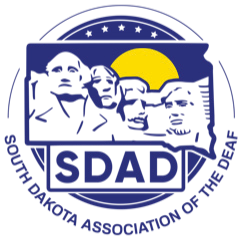 SDAD
SOUTH DAKOTA ASSOCIATION OF THE DEAF